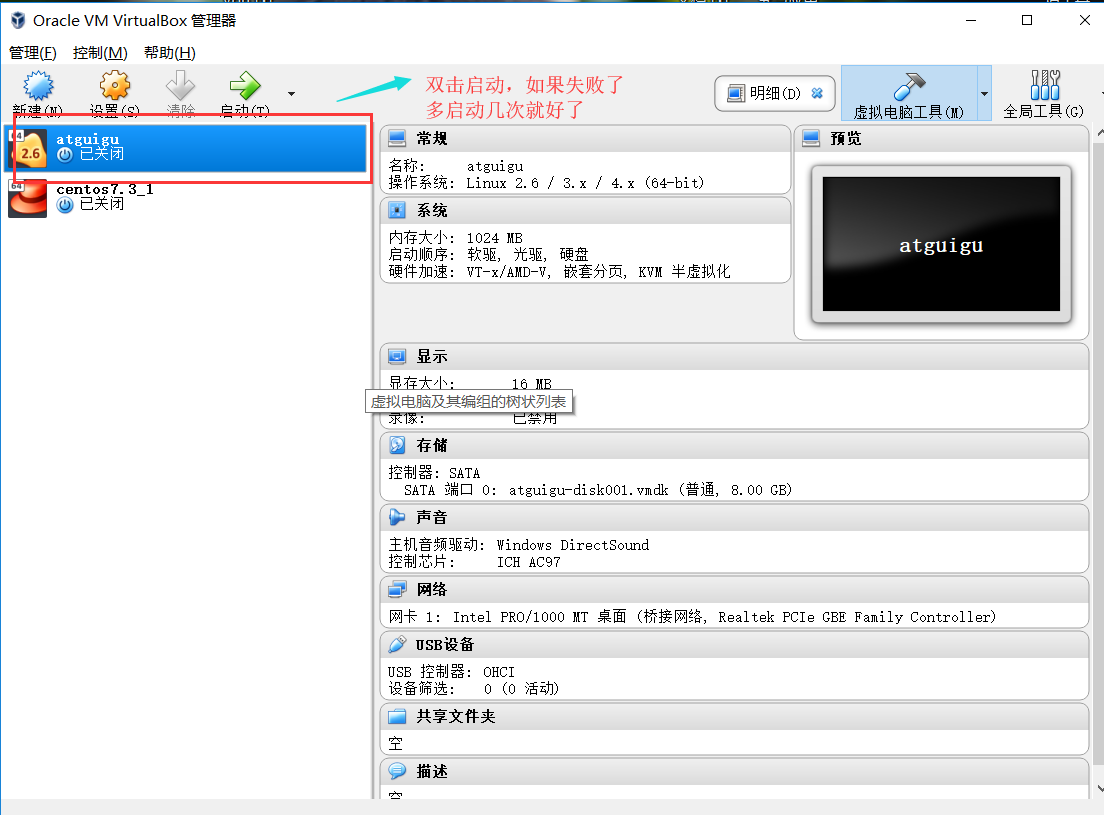 Oracle VM VirtualBox 管理器
管理(F) 控制(M) 帮助(H)
新建(N) 设置(S) 清除 启动(T)
双击启动，如果失败了
多启动几次就好了
明细(D)
虚拟电脑工具(M)
全局工具(G)
64
2.6
atguigu
已关闭
64
centos7.3_1
已关闭
常规
名称: atguigu
操作系统: Linux 2.6 / 3.x / 4.x (64-bit)
系统
内存大小: 1024 MB
启动顺序: 软驱, 光驱, 硬盘
硬件加速: VT-x/AMD-V, 嵌套分页, KVM 半虚拟化
预览
atguigu
显示
显存大小: 16 MB
虚拟电脑及其编组的树状列表
录像: 已禁用
存储
控制器: SATA
SATA 端口 0: atguigu-disk001.vmdk (普通, 8.00 GB)
声音
主机音频驱动: Windows DirectSound
控制芯片: ICH AC97
网络
网卡 1: Intel PRO/1000 MT 桌面 (桥接网络, Realtek PCIe GBE Family Controller)
USB设备
USB 控制器: OHCI
设备筛选: 0 (0 活动)
共享文件夹
空
描述
空